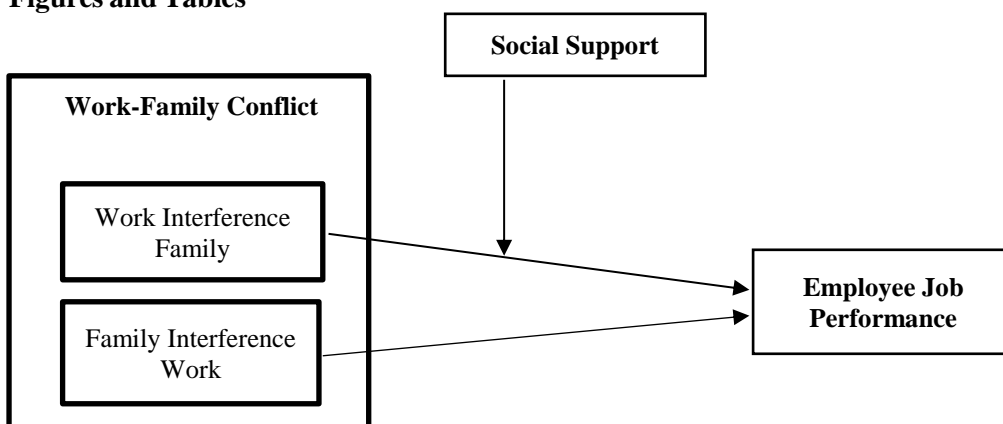 Figures and Tables
Social Support
Work-Family Conflict
Work Interference
Family
Employee Job
Performance
Family Interference
Work